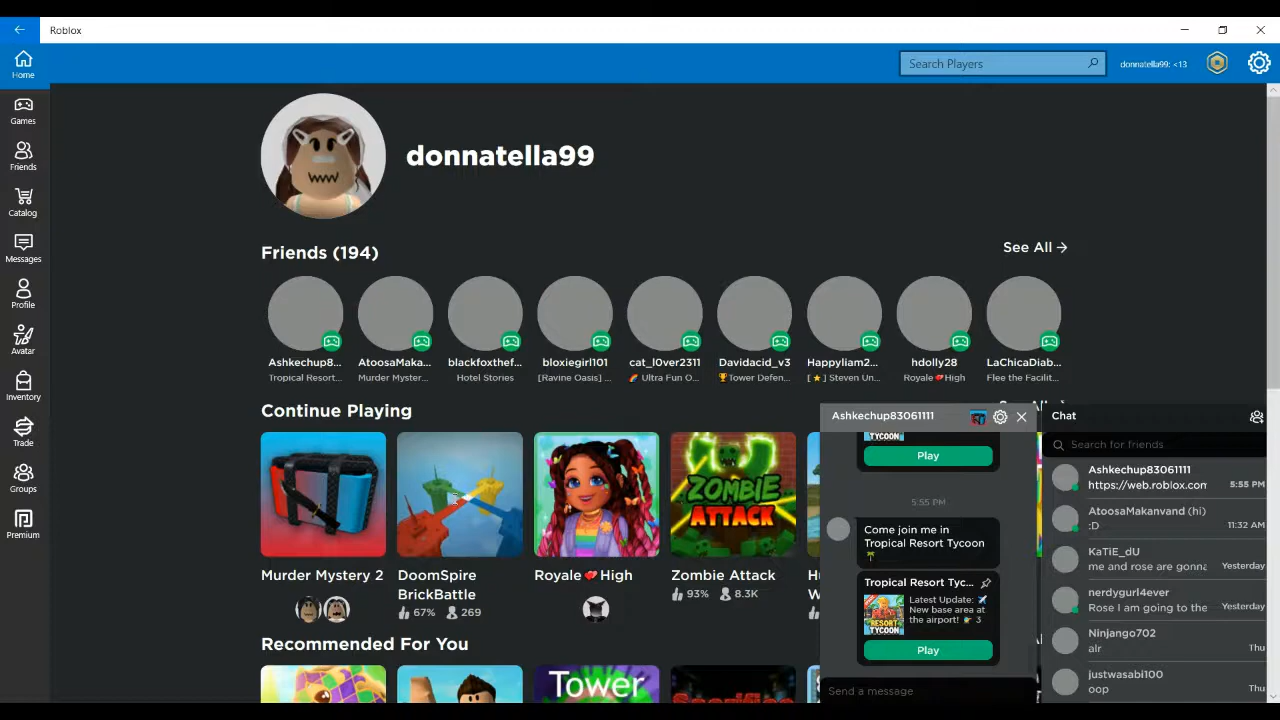 Roblox
Home
Search Players
donnatella99: <13
Games
Friends
Catalog
Messages
Profile
Avatar
Inventory
Trade
Groups
Premium
donnatella99
Friends (194)
See All →
Ashkechup8...
Tropical Resort...
AtoosaMaka...
Murder Myster...
blackfoxthef...
Hotel Stories
bloxiegirl101
[Ravine Oasis] ...
cat_l0ver2311
🌈 Ultra Fun O...
Davidacid_v3
🏆Tower Defen...
Happyliam2...
[⭐] Steven Un...
hdolly28
Royale 💗High
LaChicaDiab...
Flee the Facilit...
Continue Playing
Murder Mystery 2
DoomSpire
BrickBattle
67% 269
Royale 💗High
ZOMBIE
ATTACK
Zombie Attack
93% 8.3K
Recommended For You
Tower
Ashkechup83061111
TYCOON
Play
5:55 PM
Come join me in
Tropical Resort Tycoon
🌴
Tropical Resort Tyc...
RESORT
TYCOON
Latest Update: ✈️
New base area at
the airport! 3
Play
Send a message
Chat
Search for friends
Ashkechup83061111
https://web.roblox.com 5:55 PM
AtoosaMakanvand (hi)
:D 11:32 AM
KaTiE_dU
me and rose are gonna Yesterday
nerdygurl4ever
Rose I am going to the Yesterday
Ninjango702
alr Thu
justwasabi100
oop Thu